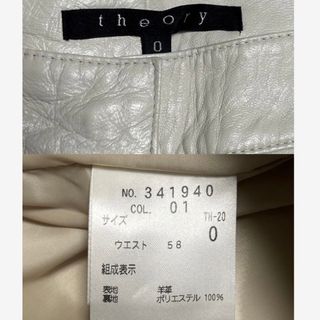 theory
0
NO. 341940
COL. 01
サイズ TH-20
0
ウエスト 58
組成表示
表地 羊革
裏地 ポリエステル 100%